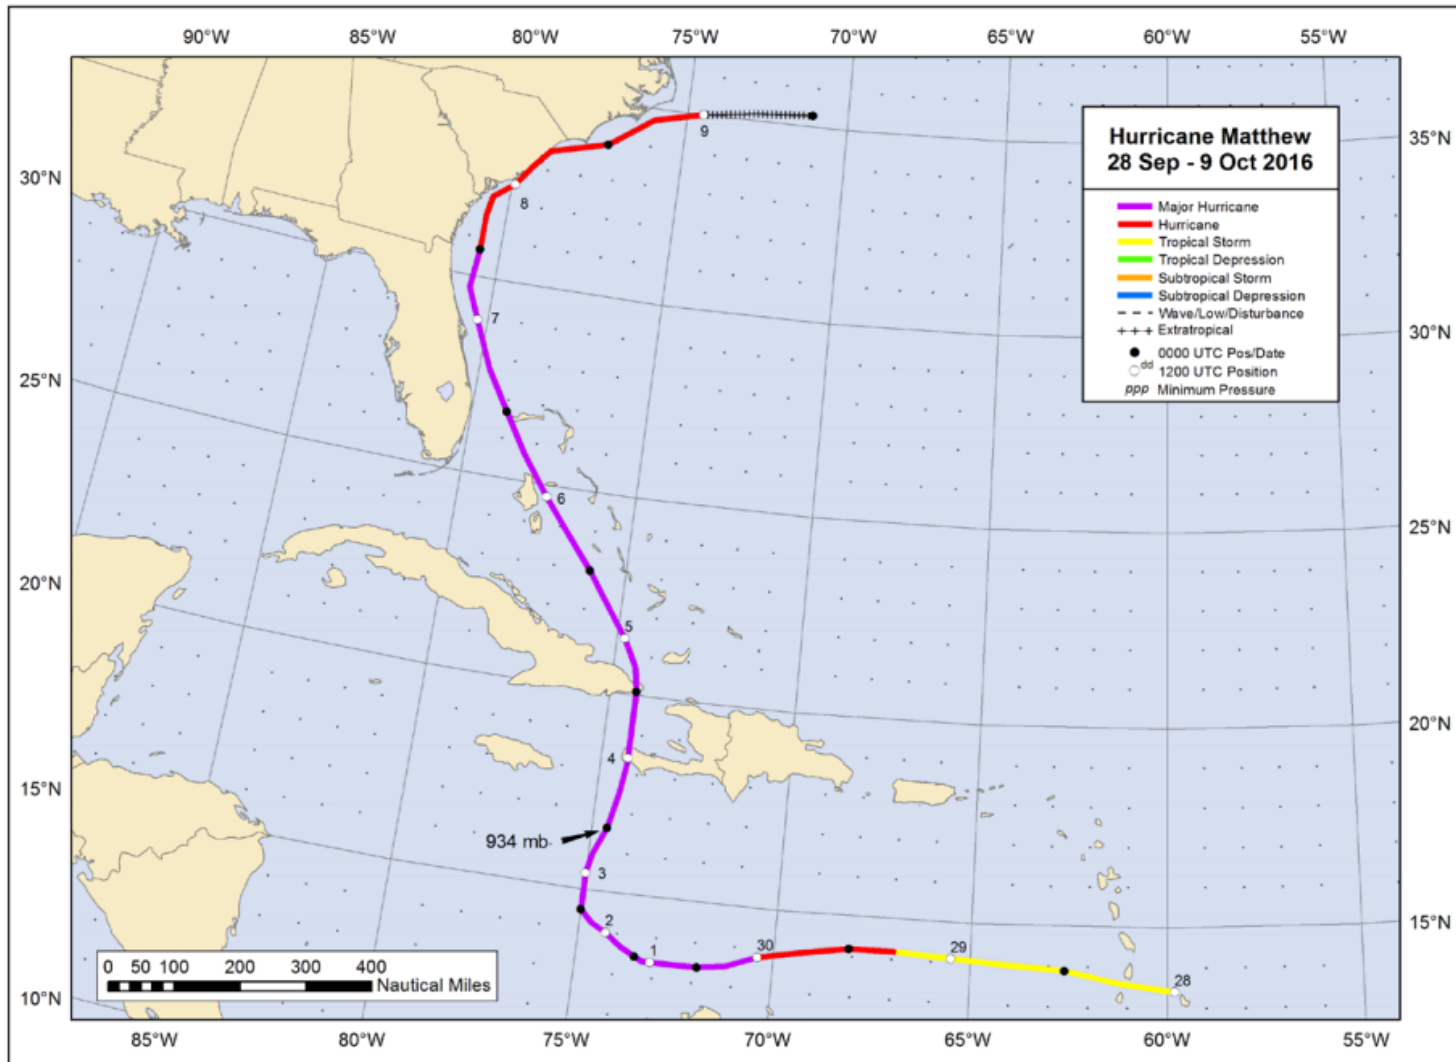 90°W 85°W 80°W 75°W 70°W 65°W 60°W 55°W
Hurricane Matthew
28 Sep - 9 Oct 2016
Major Hurricane
Hurricane
Tropical Storm
Tropical Depression
Subtropical Storm
Subtropical Depression
Wave/Low/Disturbance
+++ Extratropical
0000 UTC Pos/Date
dd
1200 UTC Position
ppp Minimum Pressure
35°N
30°N
30°N
25°N
25°N
20°N
20°N
15°N
15°N
10°N
9
8
7
6
5
4
934 mb
3
2
1
30
29
28
0 50 100 200 300 400
Nautical Miles
85°W 80°W 75°W 70°W 65°W 60°W 55°W